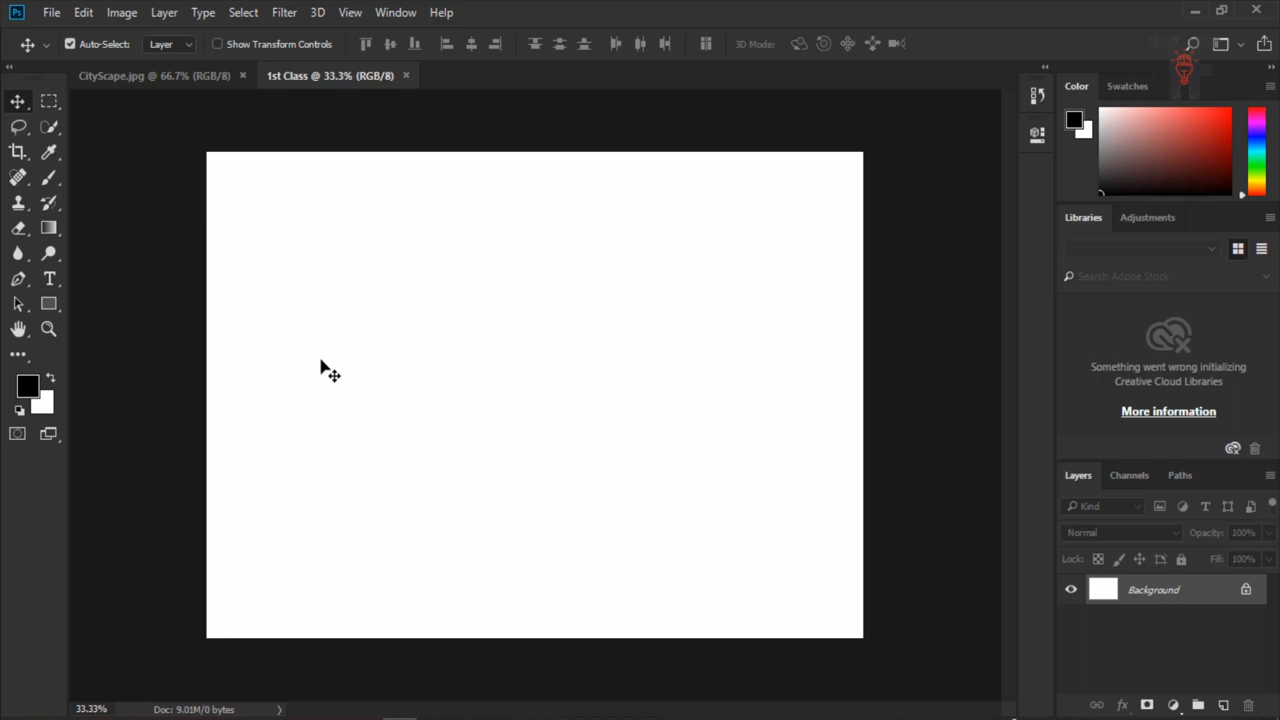 Ps File Edit Image Layer Type Select Filter 3D View Window Help
Auto-Select: Layer Show Transform Controls 3D Mode:
CityScape.jpg @ 66.7% (RGB/8) × 1st Class @ 33.3% (RGB/8) ×
Color Swatches
Libraries Adjustments
Search Adobe Stock
Something went wrong initializing
Creative Cloud Libraries
More information
Layers Channels Paths
Kind
Normal Opacity: 100%
Lock: Fill: 100%
Background
33.33% Doc: 9.01M/0 bytes